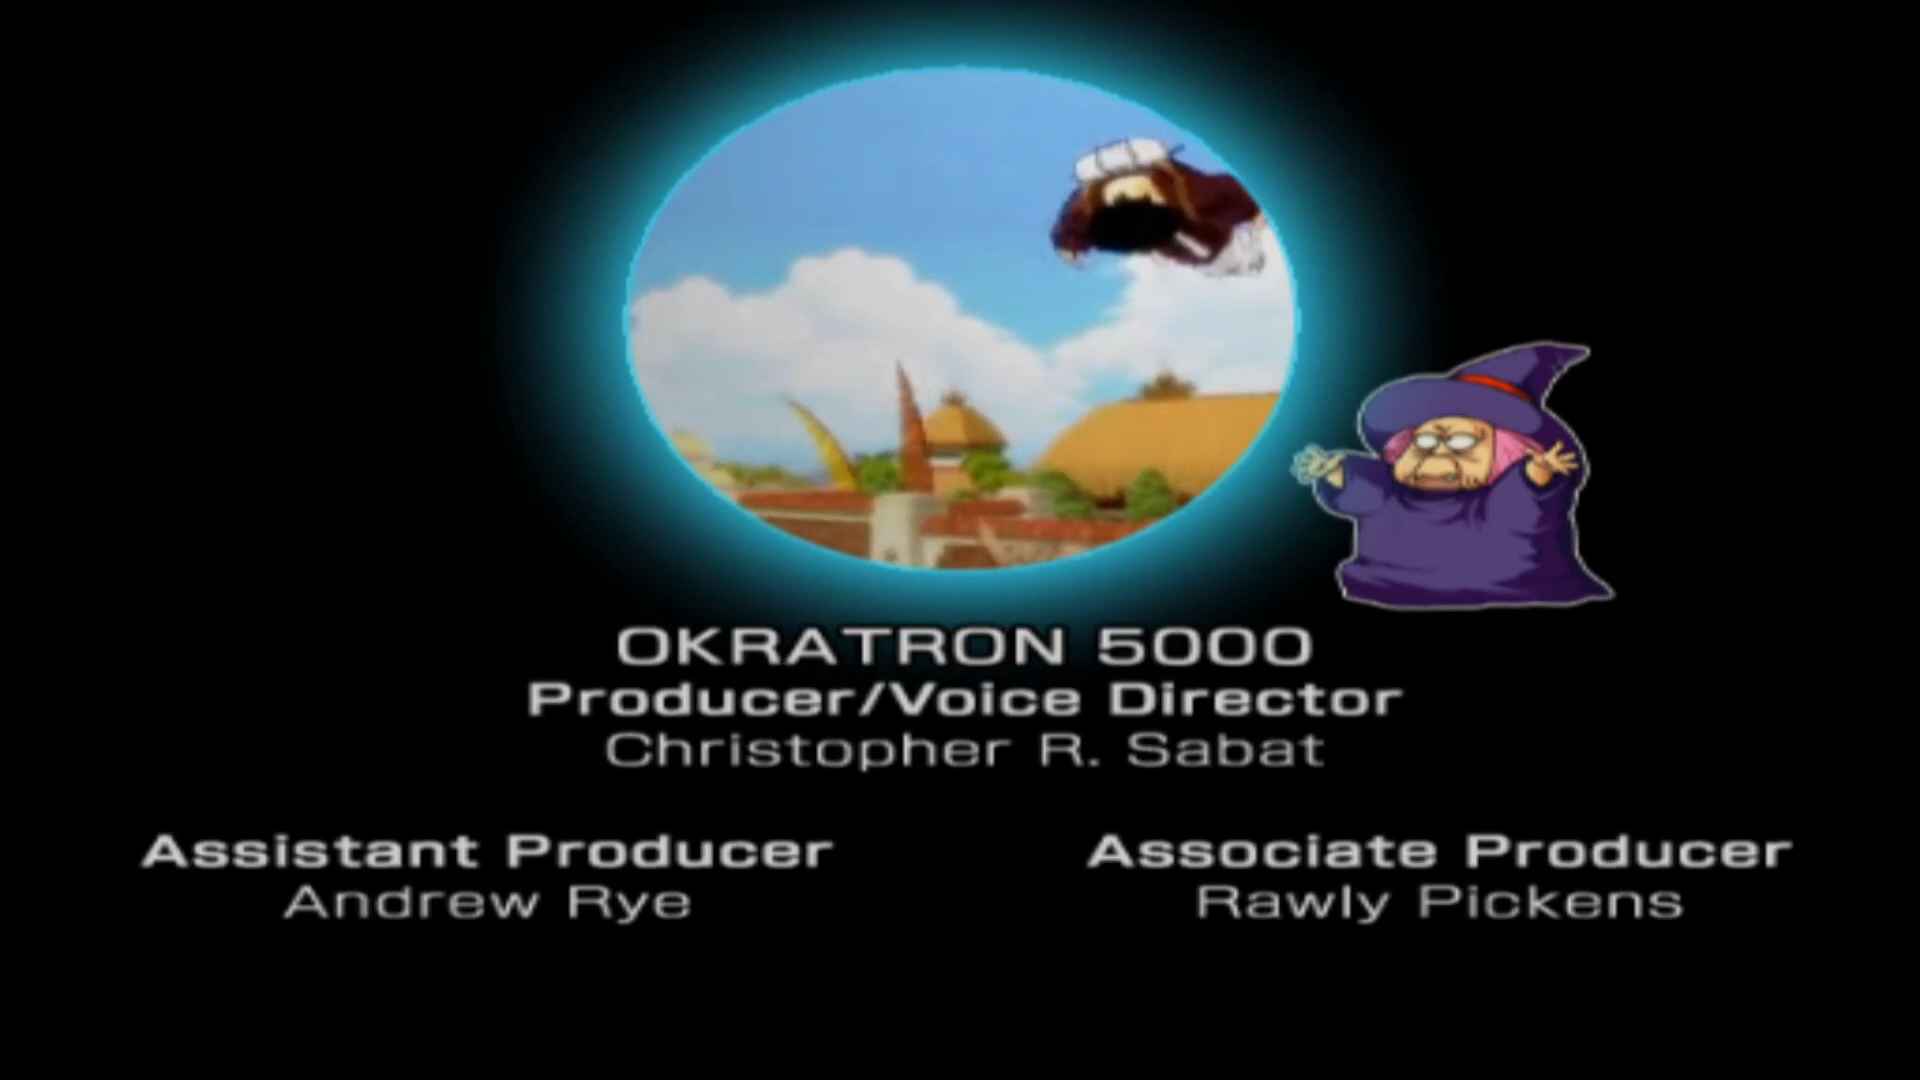 OKRATRON 5000
Producer/Voice Director
Christopher R. Sabat
Assistant Producer
Andrew Rye
Associate Producer
Rawly Pickens